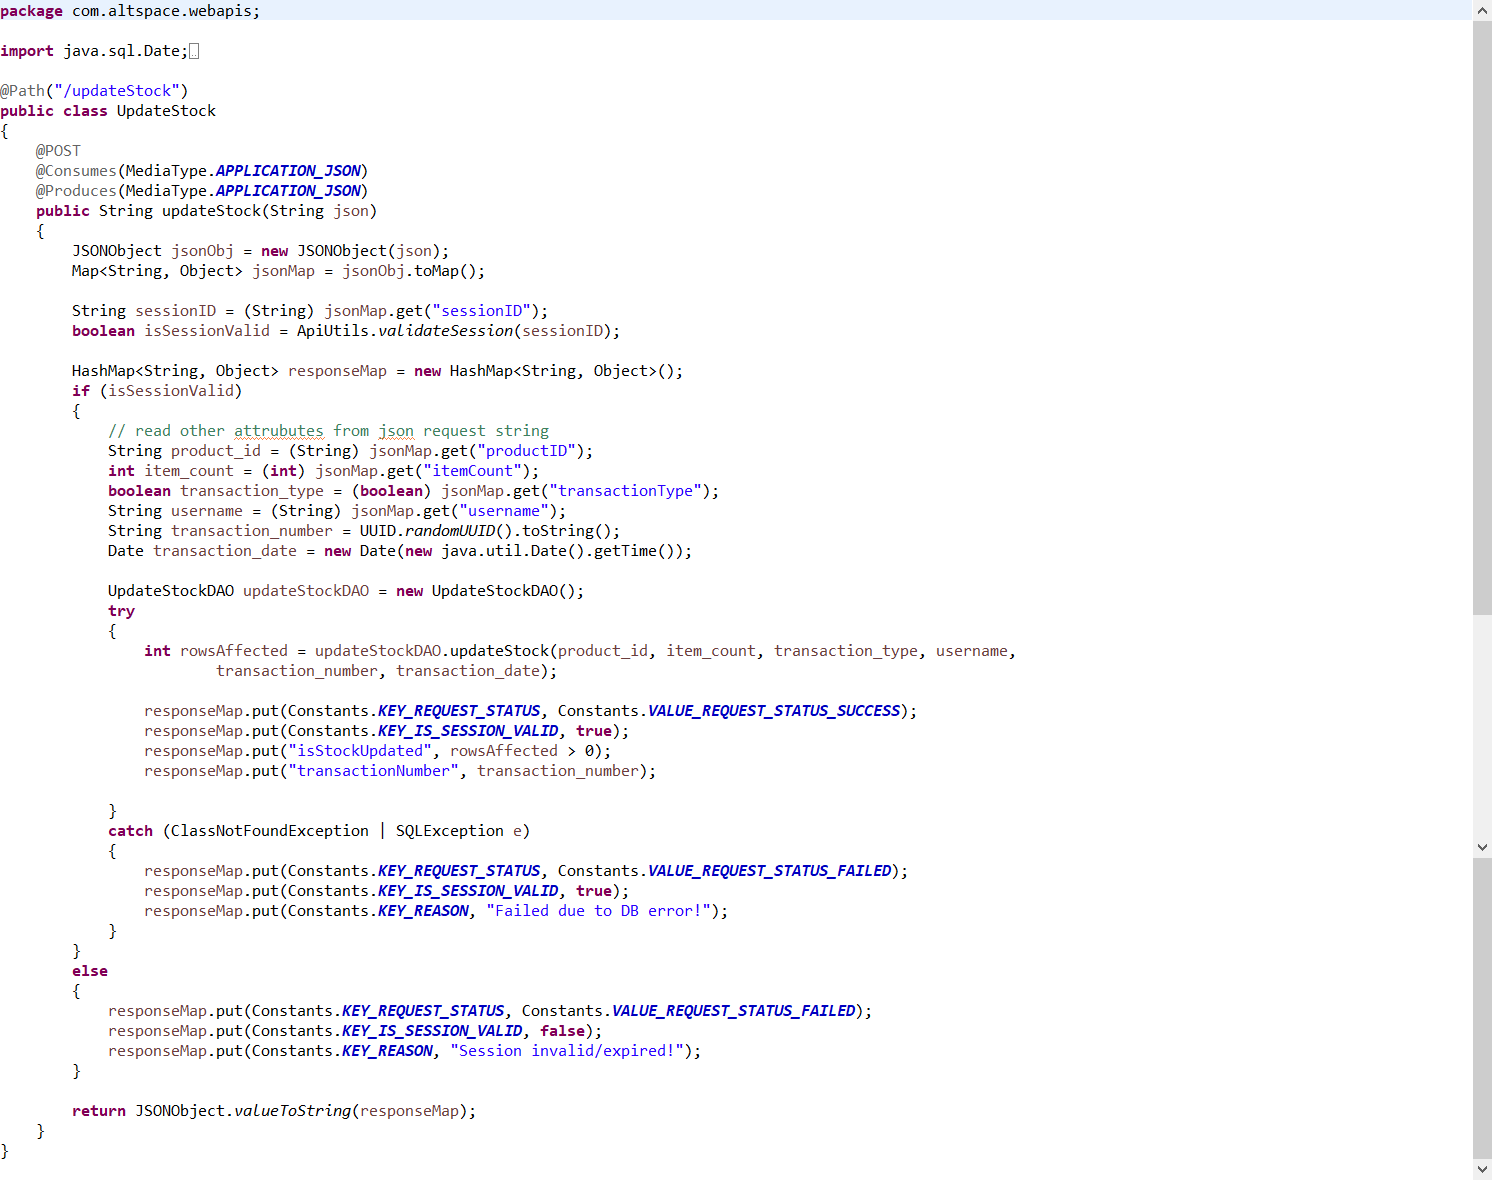 package com.altspace.webapis;
import java.sql.Date;
@Path("/updateStock")
public class UpdateStock
{
@POST
@Consumes(MediaType.APPLICATION_JSON)
@Produces(MediaType.APPLICATION_JSON)
public String updateStock(String json)
{
JSONObject jsonObj = new JSONObject(json);
Map<String, Object> jsonMap = jsonObj.toMap();
String sessionID = (String) jsonMap.get("sessionID");
boolean isSessionValid = ApiUtils.validateSession(sessionID);
HashMap<String, Object> responseMap = new HashMap<String, Object>();
if (isSessionValid)
{
// read other attrubutes from json request string
String product_id = (String) jsonMap.get("productID");
int item_count = (int) jsonMap.get("itemCount");
boolean transaction_type = (boolean) jsonMap.get("transactionType");
String username = (String) jsonMap.get("username");
String transaction_number = UUID.randomUUID().toString();
Date transaction_date = new Date(new java.util.Date().getTime());
UpdateStockDAO updateStockDAO = new UpdateStockDAO();
try
{
int rowsAffected = updateStockDAO.updateStock(product_id, item_count, transaction_type, username,
transaction_number, transaction_date);
responseMap.put(Constants.KEY_REQUEST_STATUS, Constants.VALUE_REQUEST_STATUS_SUCCESS);
responseMap.put(Constants.KEY_IS_SESSION_VALID, true);
responseMap.put("isStockUpdated", rowsAffected > 0);
responseMap.put("transactionNumber", transaction_number);
}
catch (ClassNotFoundException | SQLException e)
{
responseMap.put(Constants.KEY_REQUEST_STATUS, Constants.VALUE_REQUEST_STATUS_FAILED);
responseMap.put(Constants.KEY_IS_SESSION_VALID, true);
responseMap.put(Constants.KEY_REASON, "Failed due to DB error!");
}
}
else
{
responseMap.put(Constants.KEY_REQUEST_STATUS, Constants.VALUE_REQUEST_STATUS_FAILED);
responseMap.put(Constants.KEY_IS_SESSION_VALID, false);
responseMap.put(Constants.KEY_REASON, "Session invalid/expired!");
}
return JSONObject.valueToString(responseMap);
}
}